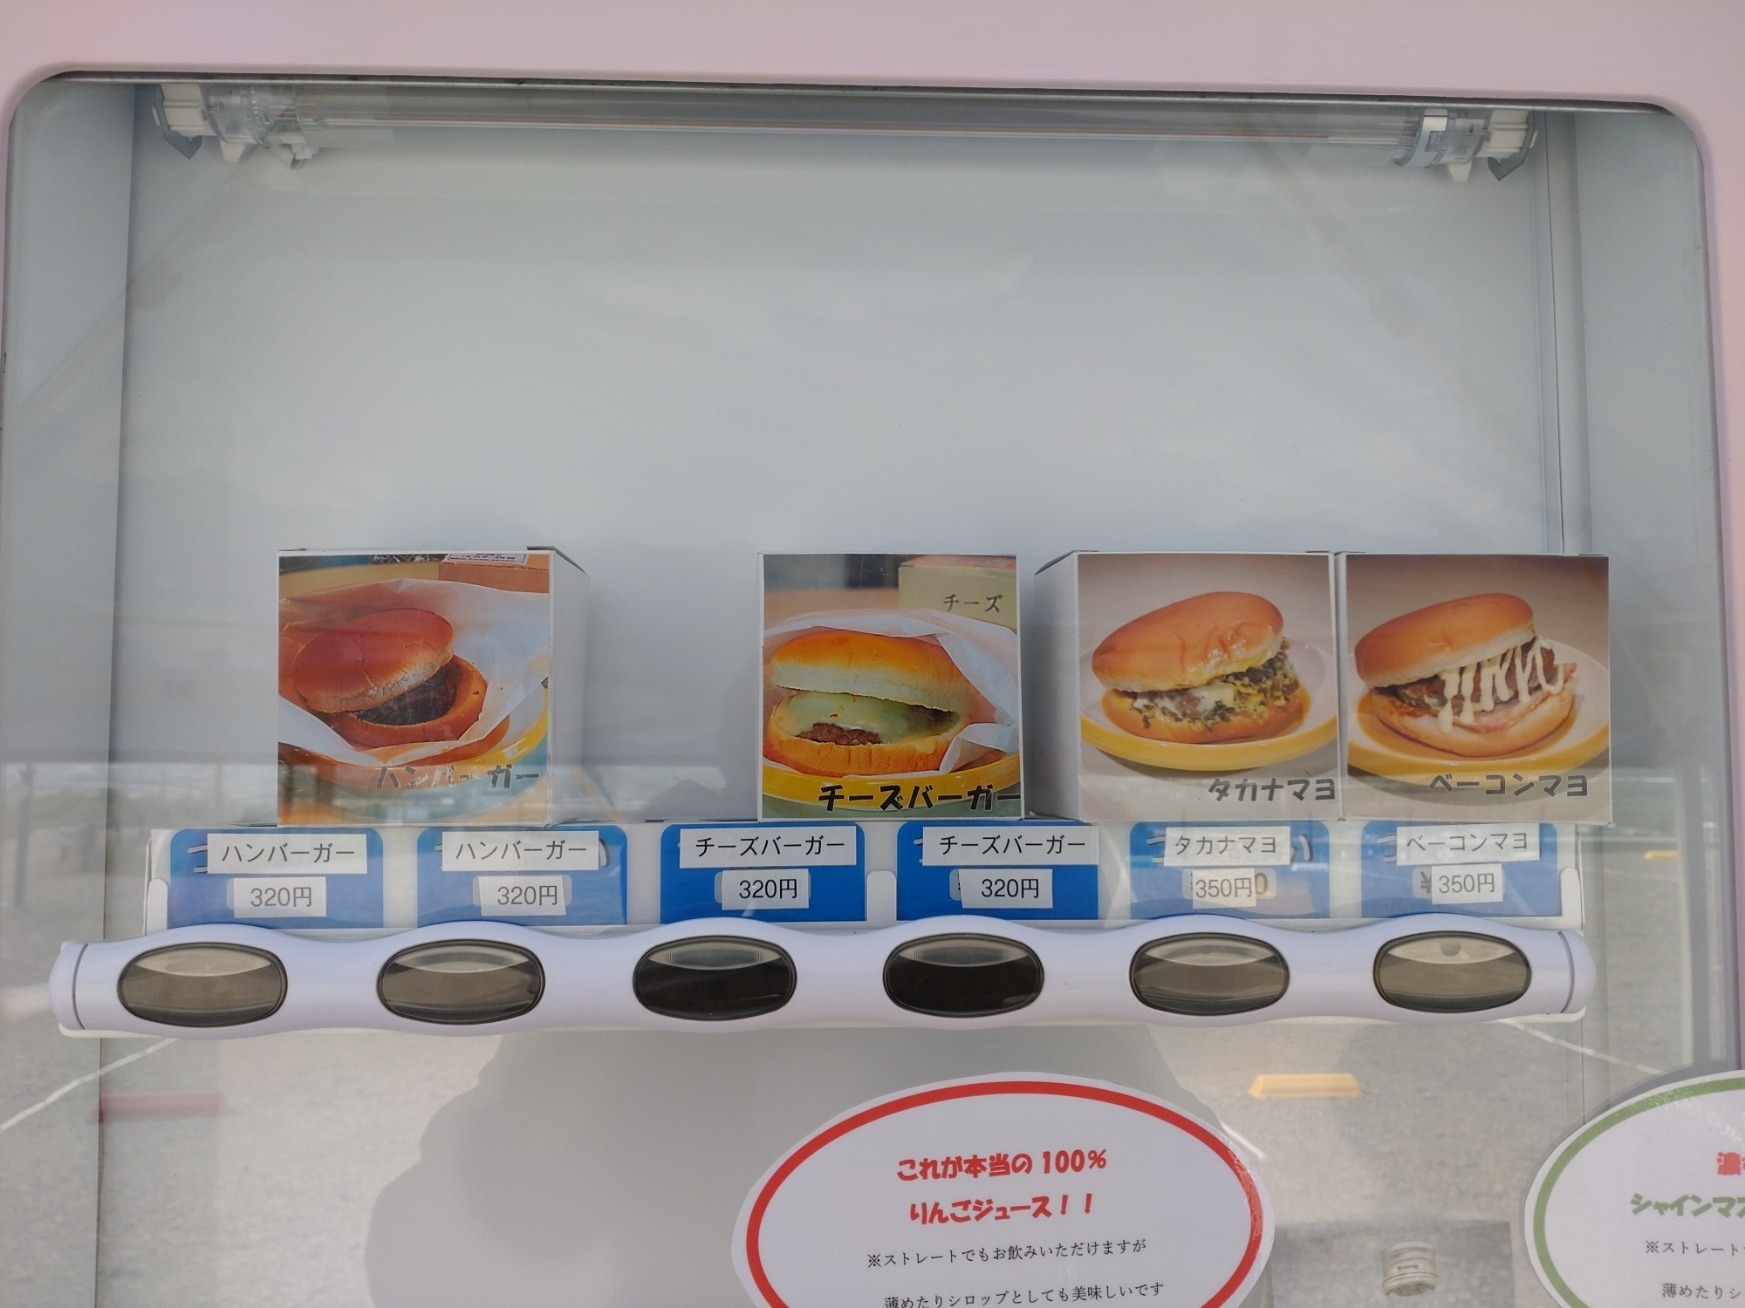 チーズ
ハンバーガー
チーズバーガー
タカナマヨ
ベーコンマヨ
ハンバーガー
ハンバーガー
チーズバーガー
チーズバーガー
タカナマヨ
ベーコンマヨ
320円
320円
320円
320円
350円
350円
これが本当の100%
りんごジュース!!
※ストレートでもお飲みいただけますが
薄めたりシロップとしても美味しいです
シャインマ
※ストレート
薄めたりシ